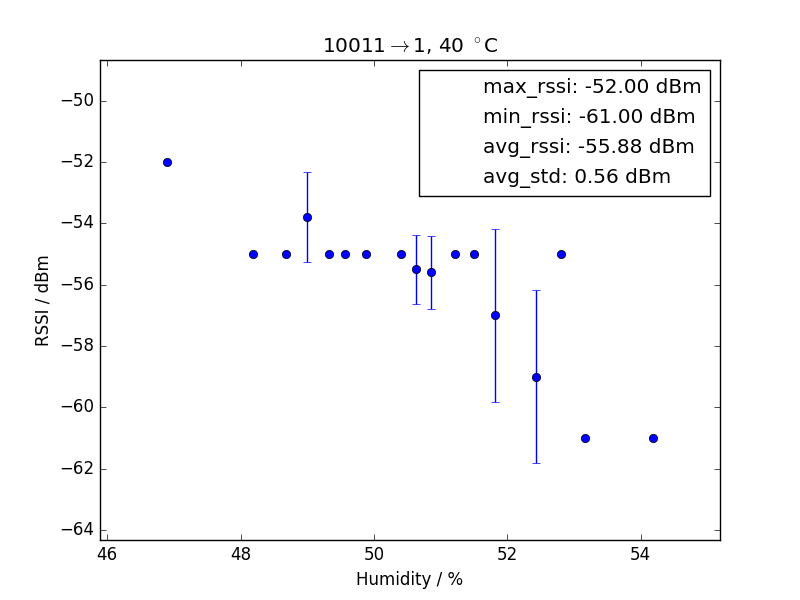 10011→1, 40 °C
max_rssi: -52.00 dBm
min_rssi: -61.00 dBm
avg_rssi: -55.88 dBm
avg_std: 0.56 dBm
RSSI / dBm
−50
−52
−54
−56
−58
−60
−62
−64
46 48 50 52 54
Humidity / %